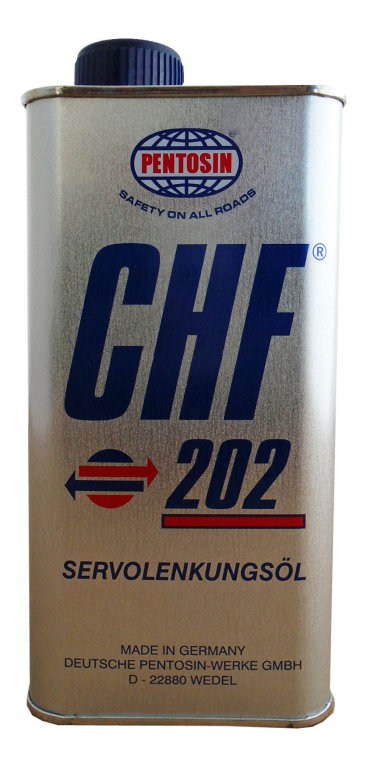 PENTOSIN®
SAFETY ON ALL ROADS
CHF®
202
SERVOLENKUNGSÖL
MADE IN GERMANY
DEUTSCHE PENTOSIN-WERKE GMBH
D - 22880 WEDEL